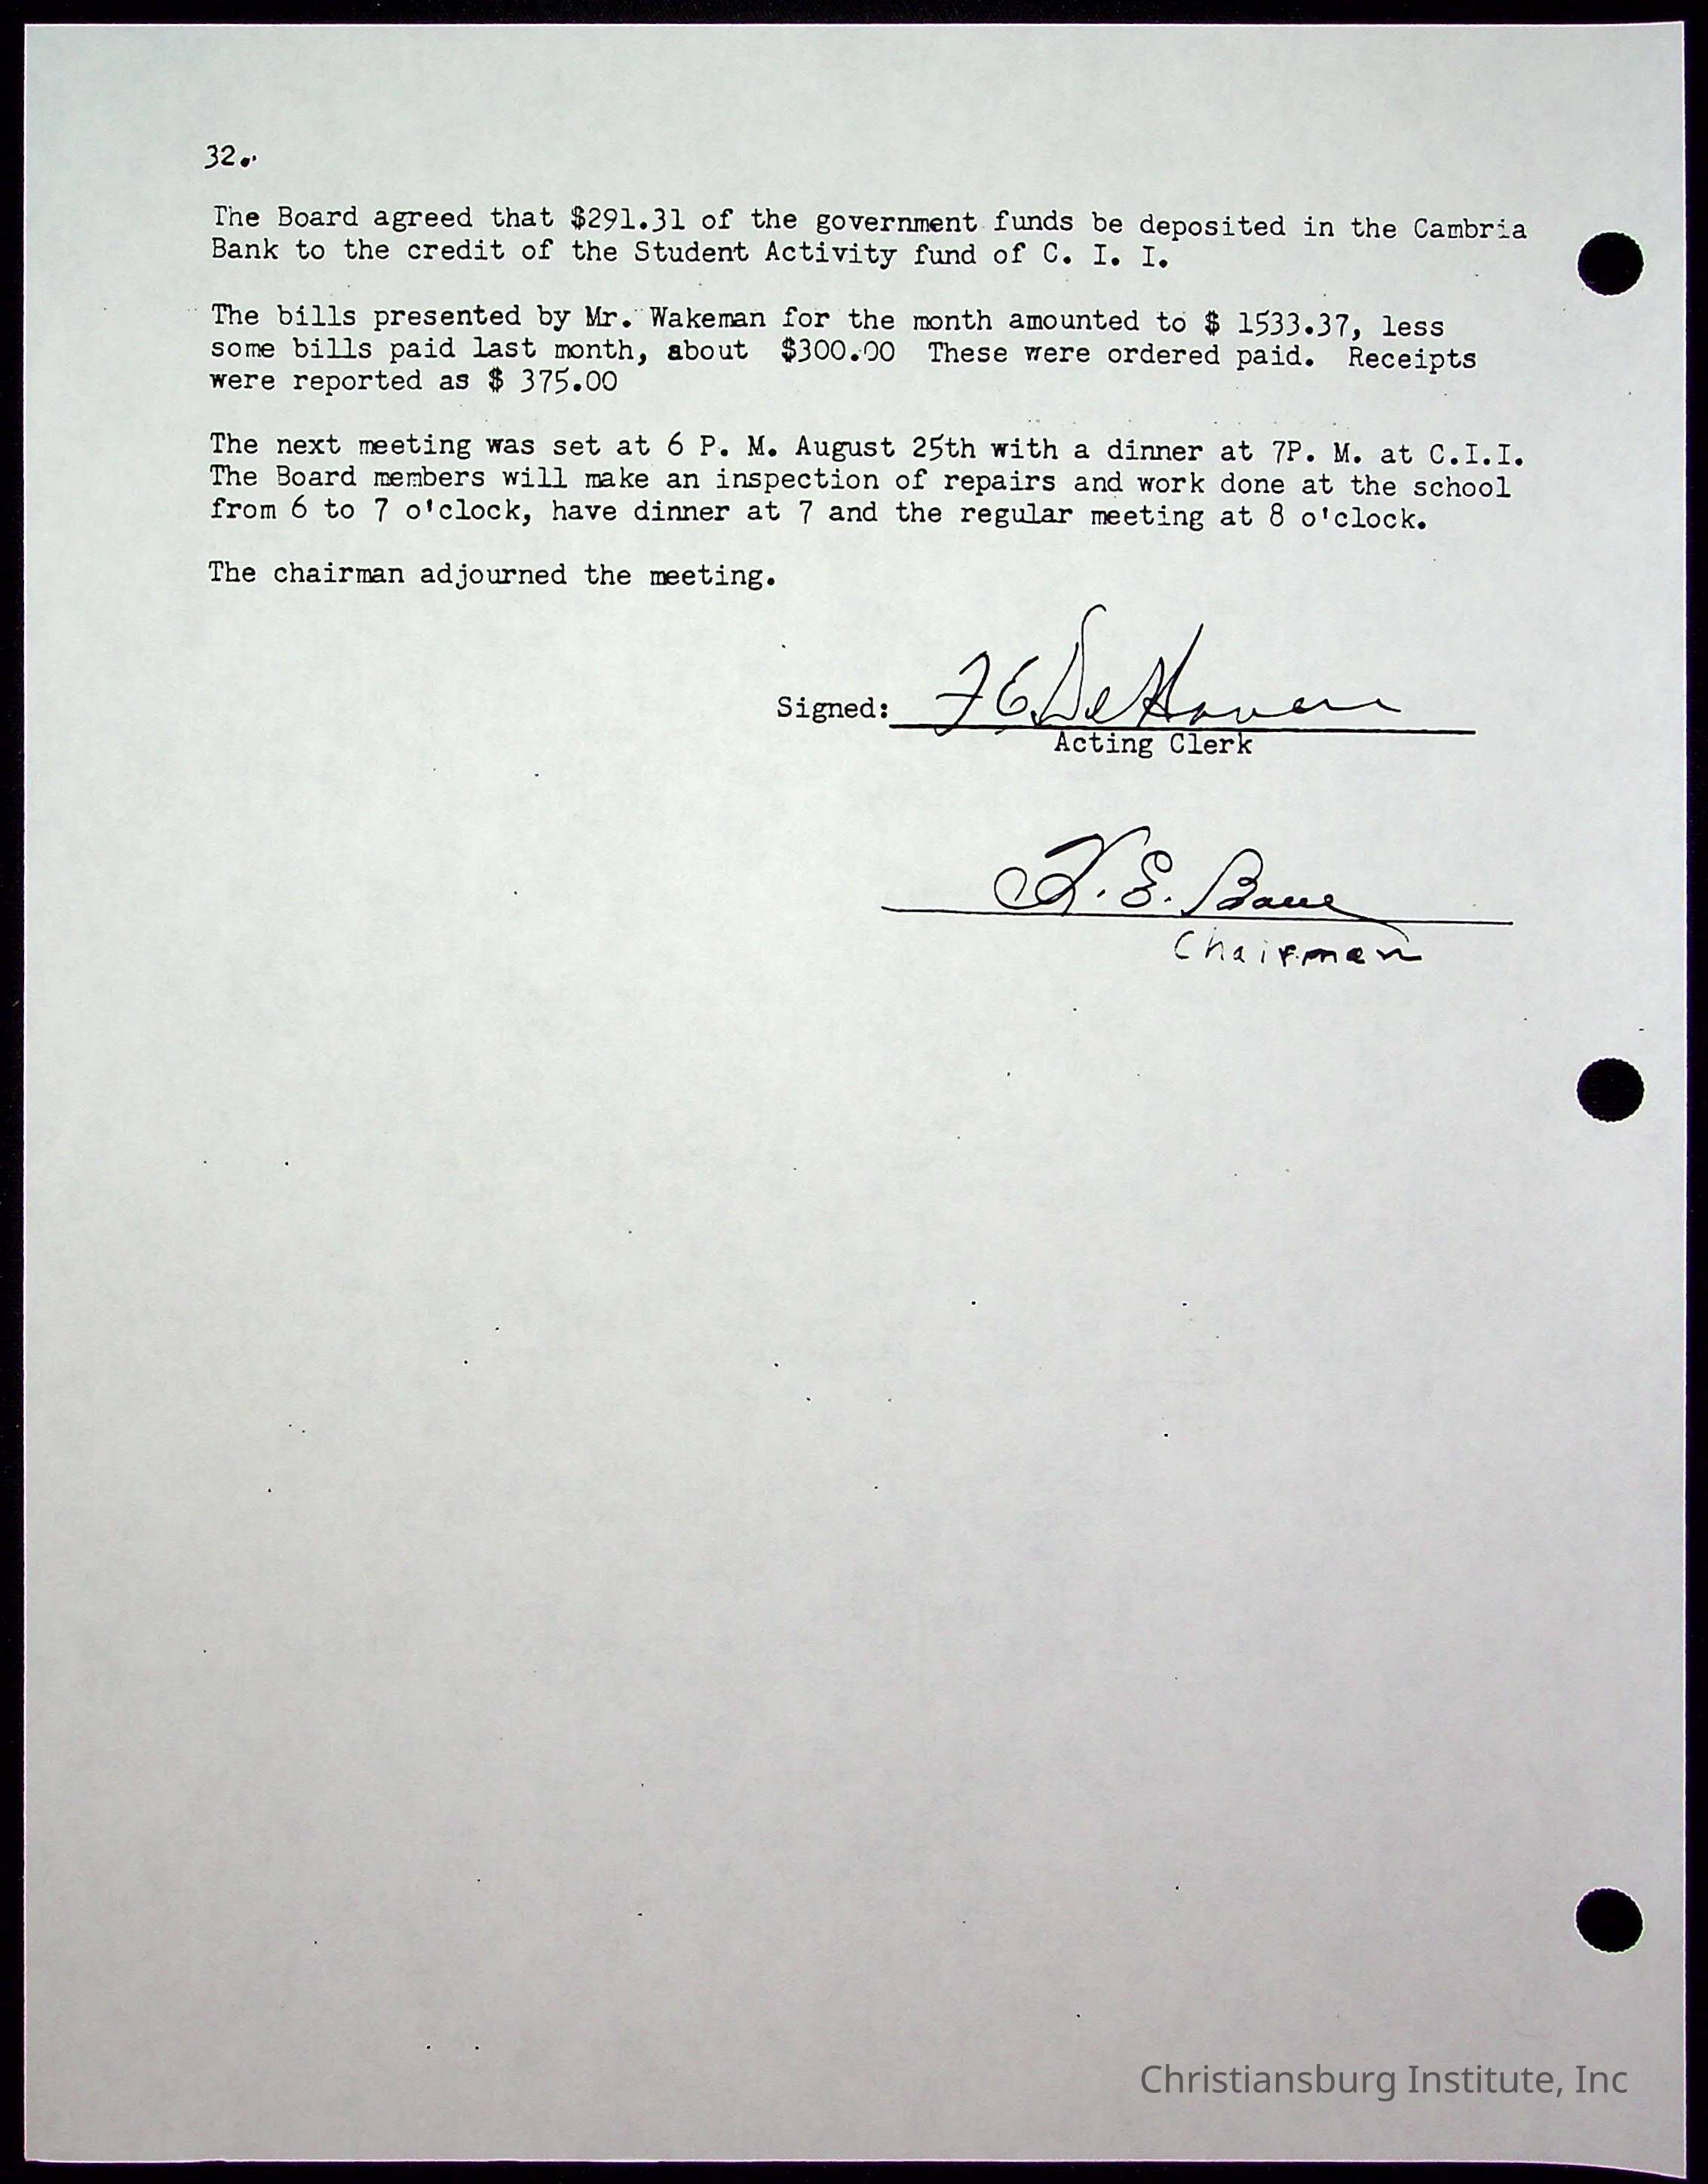 32.
The Board agreed that $291.31 of the government funds be deposited in the Cambria
Bank to the credit of the Student Activity fund of C. I. I.
The bills presented by Mr. Wakeman for the month amounted to $ 1533.37, less
some bills paid last month, about $300.00 These were ordered paid. Receipts
were reported as $ 375.00
The next meeting was set at 6 P. M. August 25th with a dinner at 7P. M. at C.I.I.
The Board members will make an inspection of repairs and work done at the school
from 6 to 7 o'clock, have dinner at 7 and the regular meeting at 8 o'clock.
The chairman adjourned the meeting.
Signed: F E. DeHaven
Acting Clerk
K. E. Bane
Chairman
Christiansburg Institute, Inc